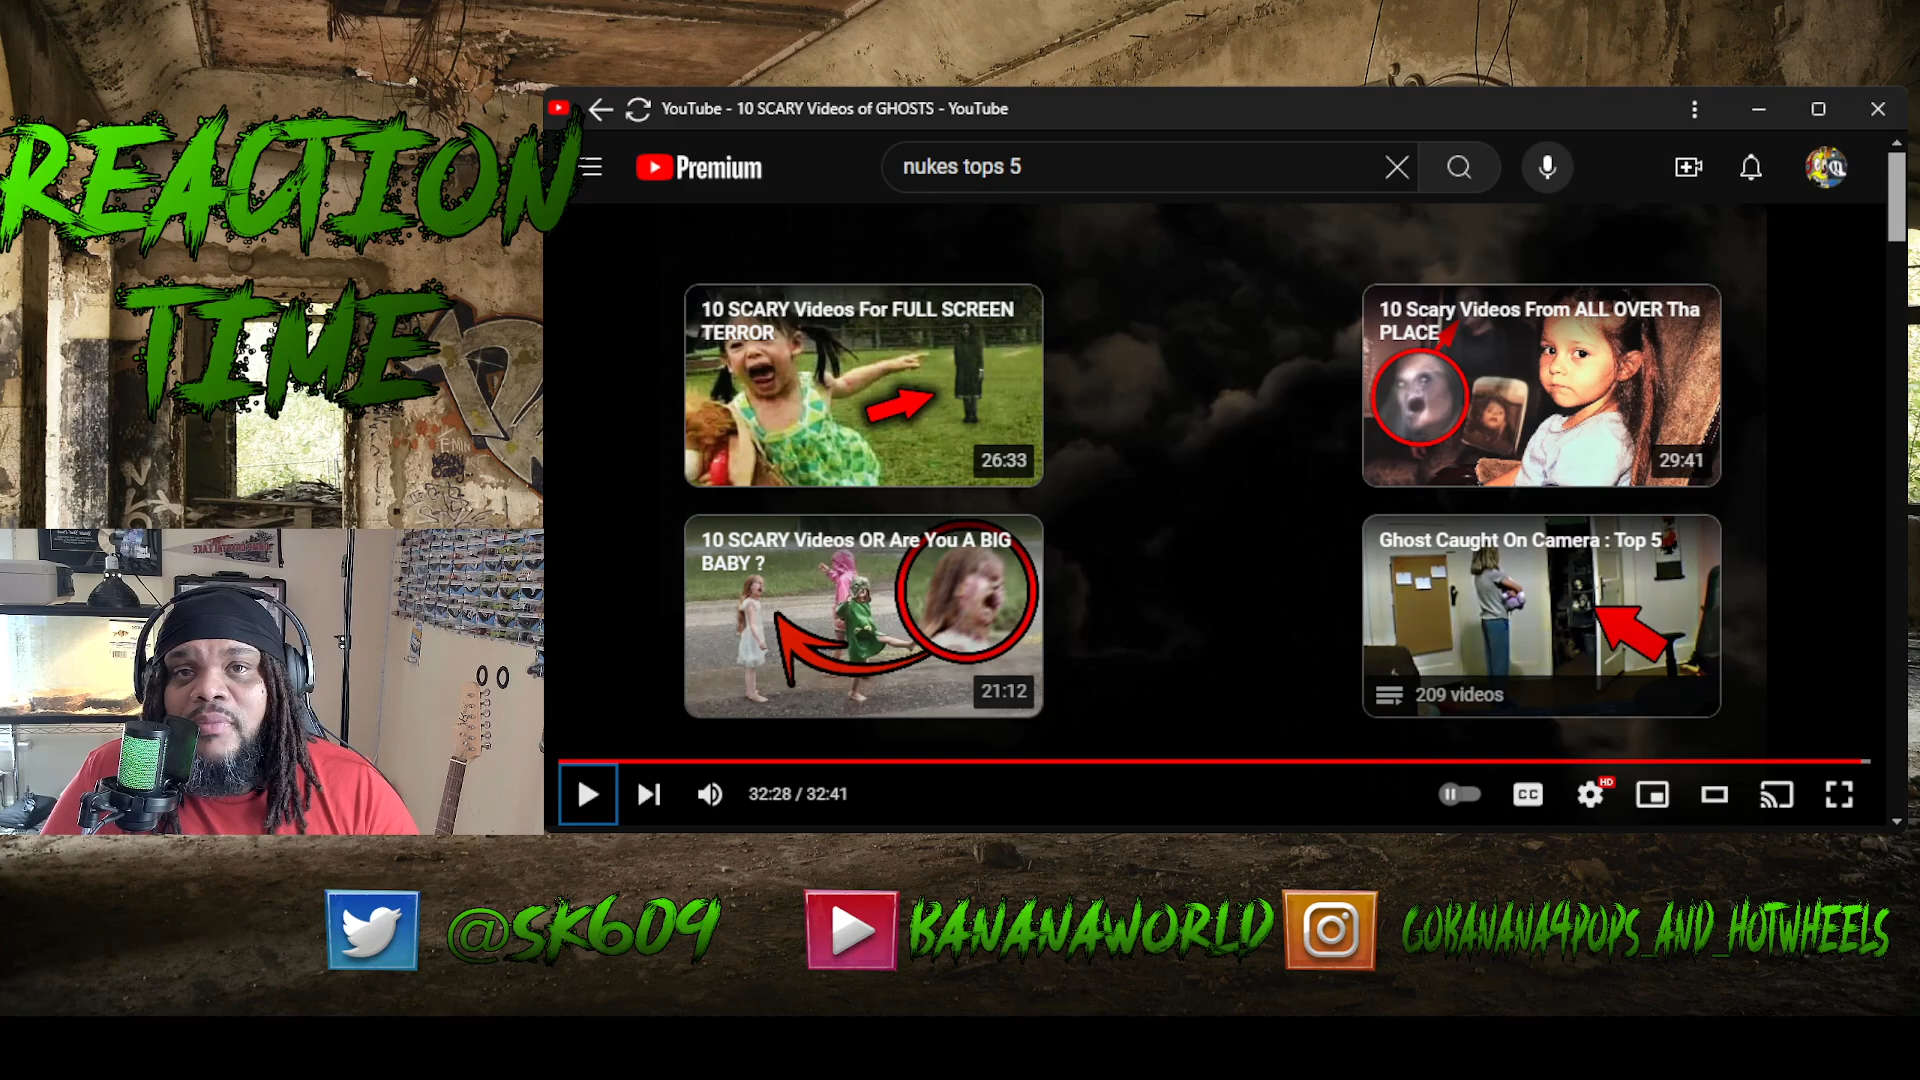 REACTION
TIME
YouTube - 10 SCARY Videos of GHOSTS - YouTube
Premium
nukes tops 5
10 SCARY Videos For FULL SCREEN
TERROR
26:33
10 Scary Videos From ALL OVER Tha
PLACE
29:41
10 SCARY Videos OR Are You A BIG
BABY ?
21:12
Ghost Caught On Camera : Top 5
209 videos
32:28 / 32:41
CC
HD
@SK609
BANANAWORLD
GOBANANA4POPS_AND_HOTWHEELS